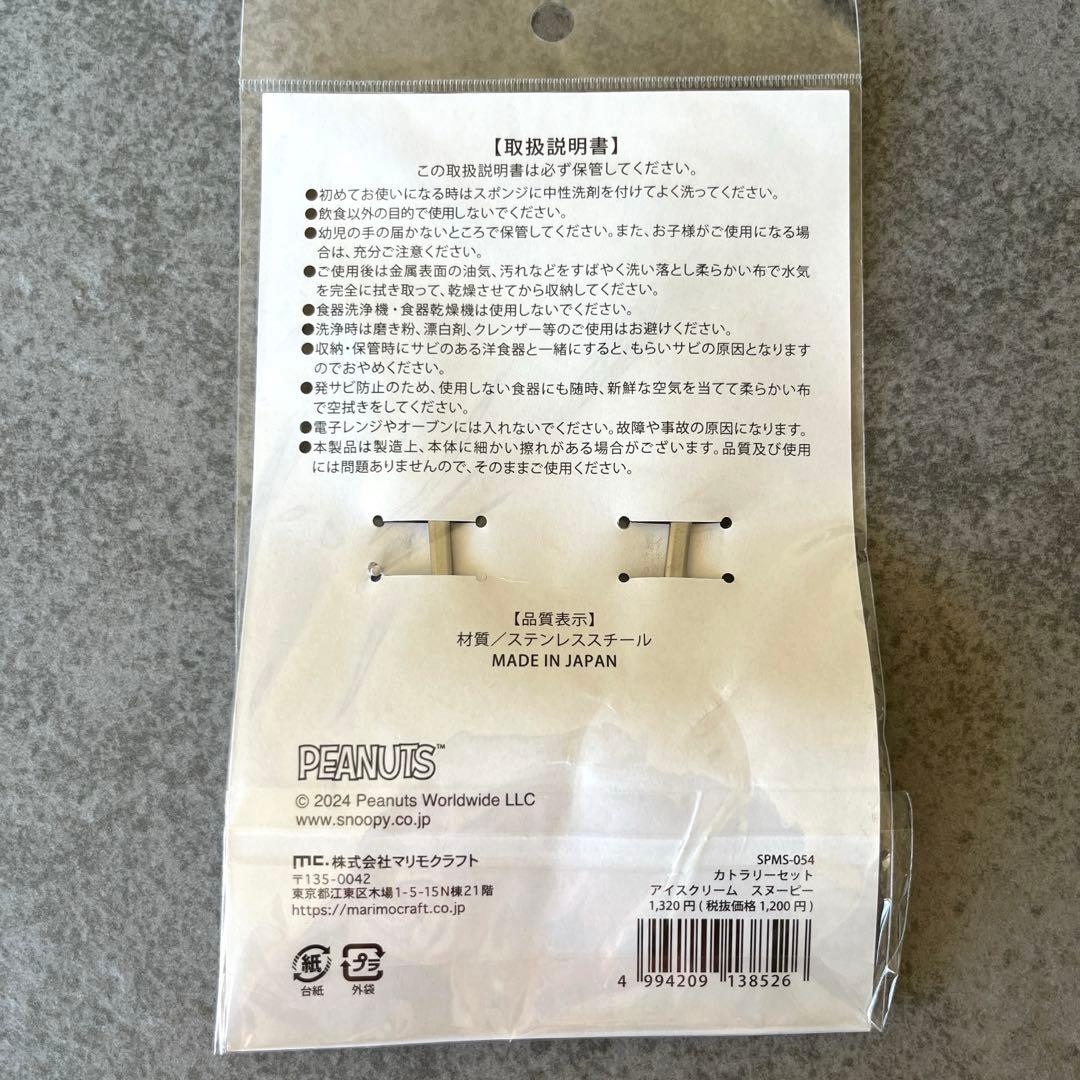 【取扱説明書】
この取扱説明書は必ず保管してください。
●初めてお使いになる時はスポンジに中性洗剤を付けてよく洗ってください。
●飲食以外の目的で使用しないでください。
●幼児の手の届かないところで保管してください。また、お子様がご使用になる場
合は、充分ご注意ください。
●ご使用後は金属表面の油気、汚れなどをすばやく洗い落とし柔らかい布で水気
を完全に拭き取って、乾燥させてから収納してください。
●食器洗浄機・食器乾燥機は使用しないでください。
●洗浄時は磨き粉、漂白剤、クレンザー等のご使用はお避けください。
●収納・保管時にサビのある洋食器と一緒にすると、もらいサビの原因となります
のでおやめください。
●発サビ防止のため、使用しない食器にも随時、新鮮な空気を当てて柔らかい布
で空拭きをしてください。
●電子レンジやオーブンには入れないでください。故障や事故の原因になります。
●本製品は製造上、本体に細かい擦れがある場合がございます。品質及び使用
には問題ありませんので、そのままご使用ください。
【品質表示】
材質／ステンレススチール
MADE IN JAPAN
PEANUTS™
© 2024 Peanuts Worldwide LLC
www.snoopy.co.jp
mc.株式会社マリモクラフト
〒135-0042
東京都江東区木場1-5-15N棟21階
https://marimocraft.co.jp
紙
台紙
プラ
外袋
SPMS-054
カトラリーセット
アイスクリーム スヌーピー
1,320円(税抜価格1,200円)
4 994209 138526